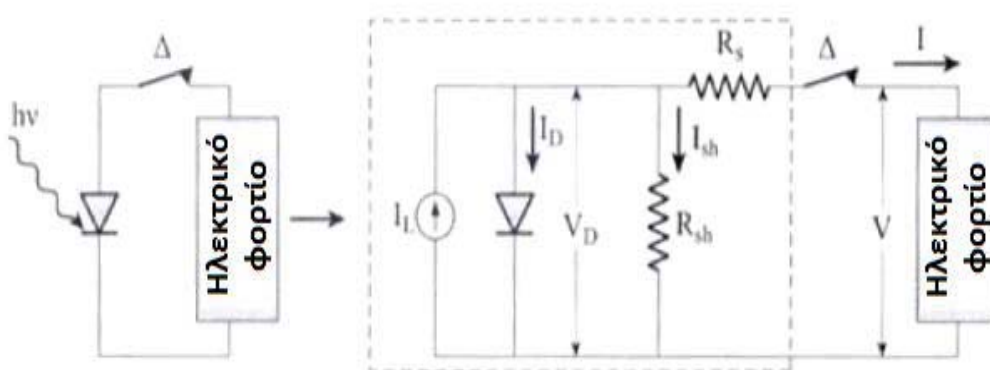 Δ
hν
Ηλεκτρικό
φορτίο
I_L
I_D
V_D
I_sh
R_sh
R_s
Δ
I
V
Ηλεκτρικό
φορτίο